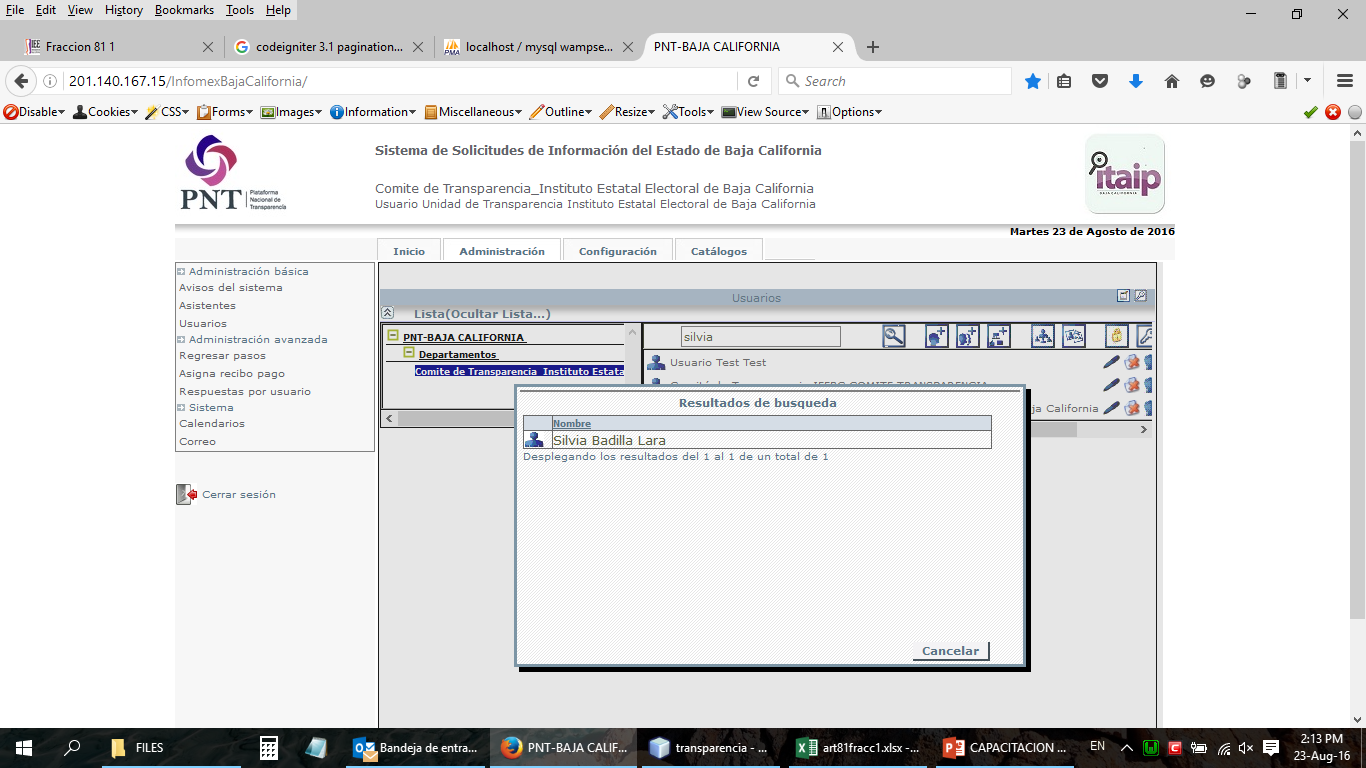 File Edit View History Bookmarks Tools Help
Fraccion 81 1
codeigniter 3.1 pagination...
localhost / mysql wampse...
PNT-BAJA CALIFORNIA
201.140.167.15/InfomexBajaCalifornia/
Search
Disable Cookies CSS Forms Images Information Miscellaneous Outline Resize Tools View Source Options
PNT Plataforma Nacional de Transparencia
Sistema de Solicitudes de Información del Estado de Baja California
Comite de Transparencia_Instituto Estatal Electoral de Baja California
Usuario Unidad de Transparencia Instituto Estatal Electoral de Baja California
itaip
BAJA CALIFORNIA
Martes 23 de Agosto de 2016
Inicio Administración Configuración Catálogos
Administración básica
Avisos del sistema
Asistentes
Usuarios
Administración avanzada
Regresar pasos
Asigna recibo pago
Respuestas por usuario
Sistema
Calendarios
Correo
Cerrar sesión
Usuarios
Lista(Ocultar Lista...)
PNT-BAJA CALIFORNIA
Departamentos
Comite de Transparencia_Instituto Estata
silvia
Usuario Test Test
ja California
Resultados de busqueda
Nombre
Silvia Badilla Lara
Desplegando los resultados del 1 al 1 de un total de 1
Cancelar
FILES
Bandeja de entra...
PNT-BAJA CALIF...
transparencia - ...
art81fracc1.xlsx -...
CAPACITACION ...
EN
2:13 PM
23-Aug-16